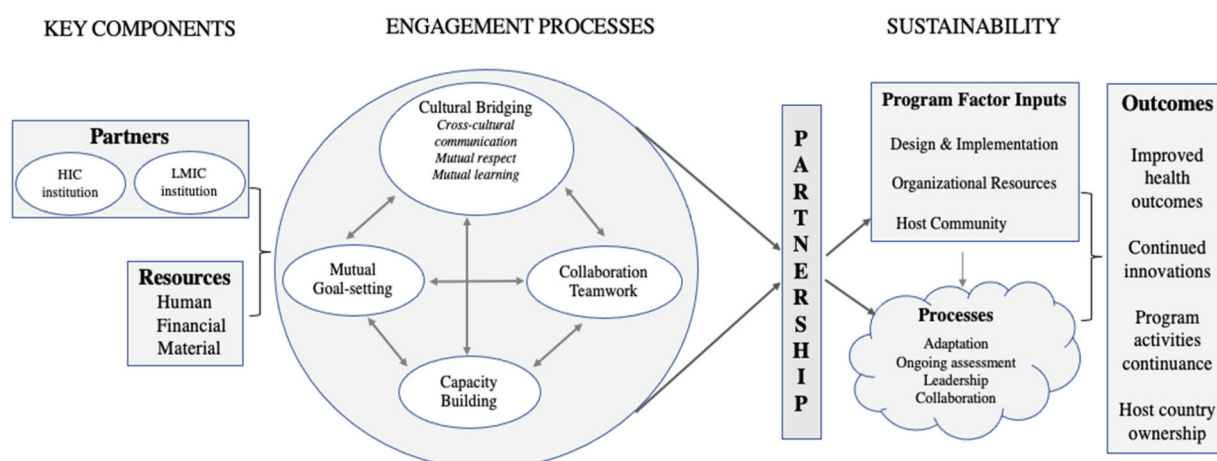 KEY COMPONENTS
ENGAGEMENT PROCESSES
SUSTAINABILITY
Partners
HIC
institution
LMIC
institution
Resources
Human
Financial
Material
Cultural Bridging
Cross-cultural
communication
Mutual respect
Mutual learning
Mutual
Goal-setting
Collaboration
Teamwork
Capacity
Building
PARTNERSHIP
Program Factor Inputs
Design & Implementation
Organizational Resources
Host Community
Processes
Adaptation
Ongoing assessment
Leadership
Collaboration
Outcomes
Improved
health
outcomes
Continued
innovations
Program
activities
continuance
Host country
ownership